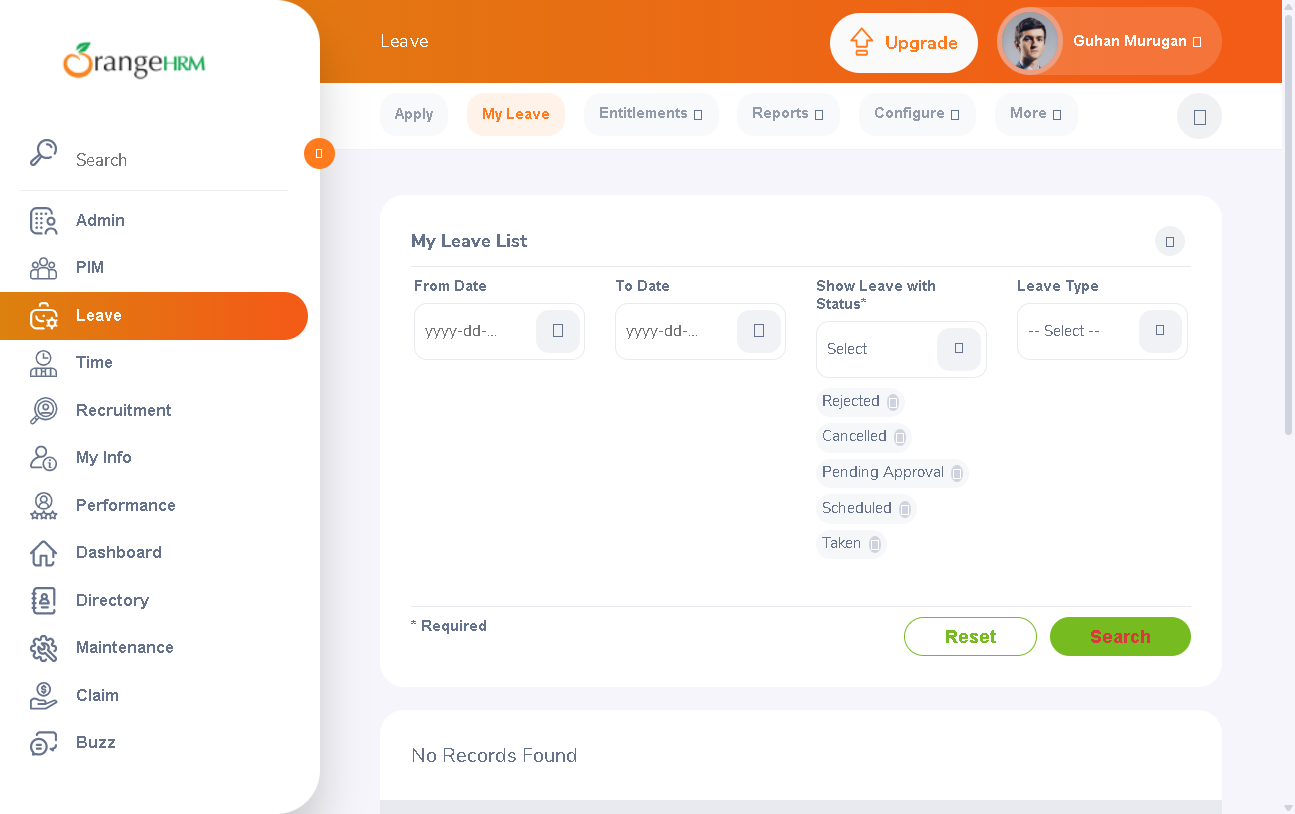 OrangeHRM
Search
Admin
PIM
Leave
Time
Recruitment
My Info
Performance
Dashboard
Directory
Maintenance
Claim
Buzz
Leave
Upgrade
Guhan Murugan
Apply
My Leave
Entitlements
Reports
Configure
More
My Leave List
From Date
yyyy-dd-...
To Date
yyyy-dd-...
Show Leave with
Status*
Select
Rejected
Cancelled
Pending Approval
Scheduled
Taken
Leave Type
-- Select --
* Required
Reset
Search
No Records Found